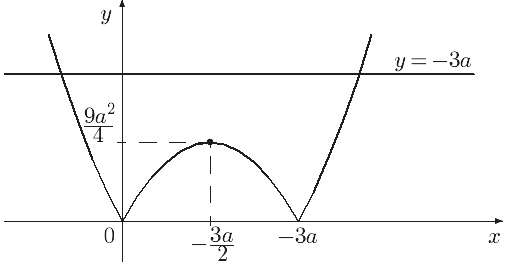 y
y = −3a
9a²/4
0
−3a/2
−3a
x